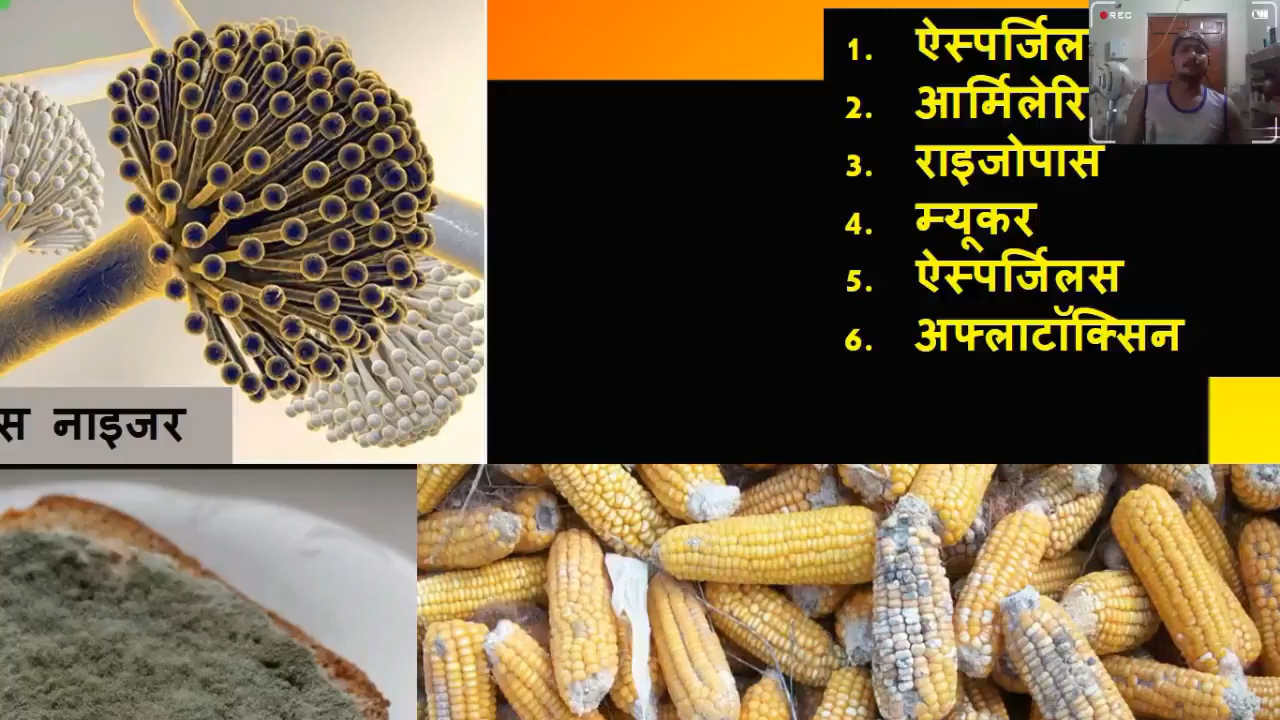 1. ऐस्पर्जिल
2. आर्मिलेरि
3. राइजोपास
4. म्यूकर
5. ऐस्पर्जिलस
6. अफ्लाटॉक्सिन
REC
स नाइजर